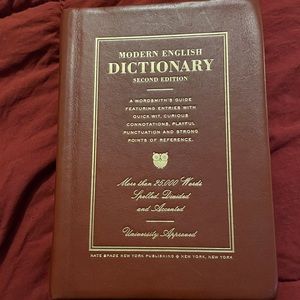 MODERN ENGLISH
DICTIONARY
SECOND EDITION
A WORDSMITH'S GUIDE
FEATURING ENTRIES WITH
QUICK WIT, CURIOUS
CONNOTATIONS, PLAYFUL
PUNCTUATION AND STRONG
POINTS OF REFERENCE.
More than 25,000 Words
Spelled, Divided
and Accented
University Approved
KATE SPADE NEW YORK PUBLISHING © NEW YORK, NEW YORK